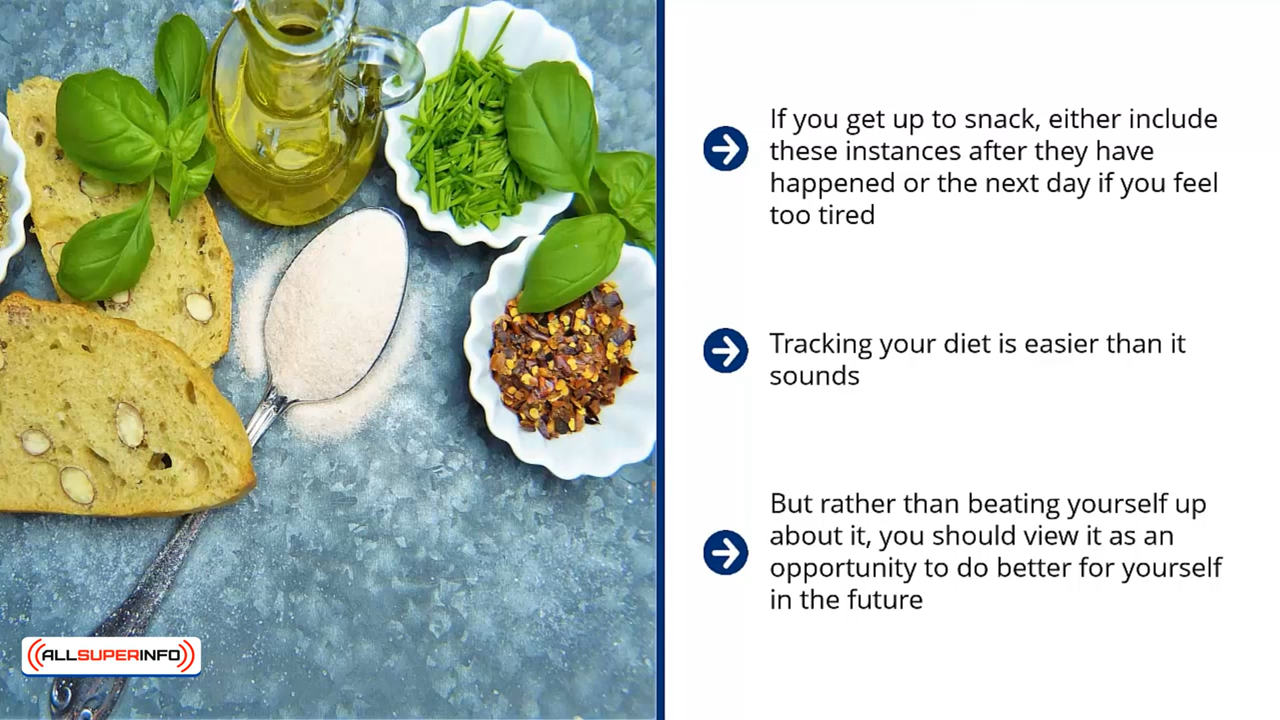 If you get up to snack, either include
these instances after they have
happened or the next day if you feel
too tired
Tracking your diet is easier than it
sounds
But rather than beating yourself up
about it, you should view it as an
opportunity to do better for yourself
in the future
ALLSUPERINFO